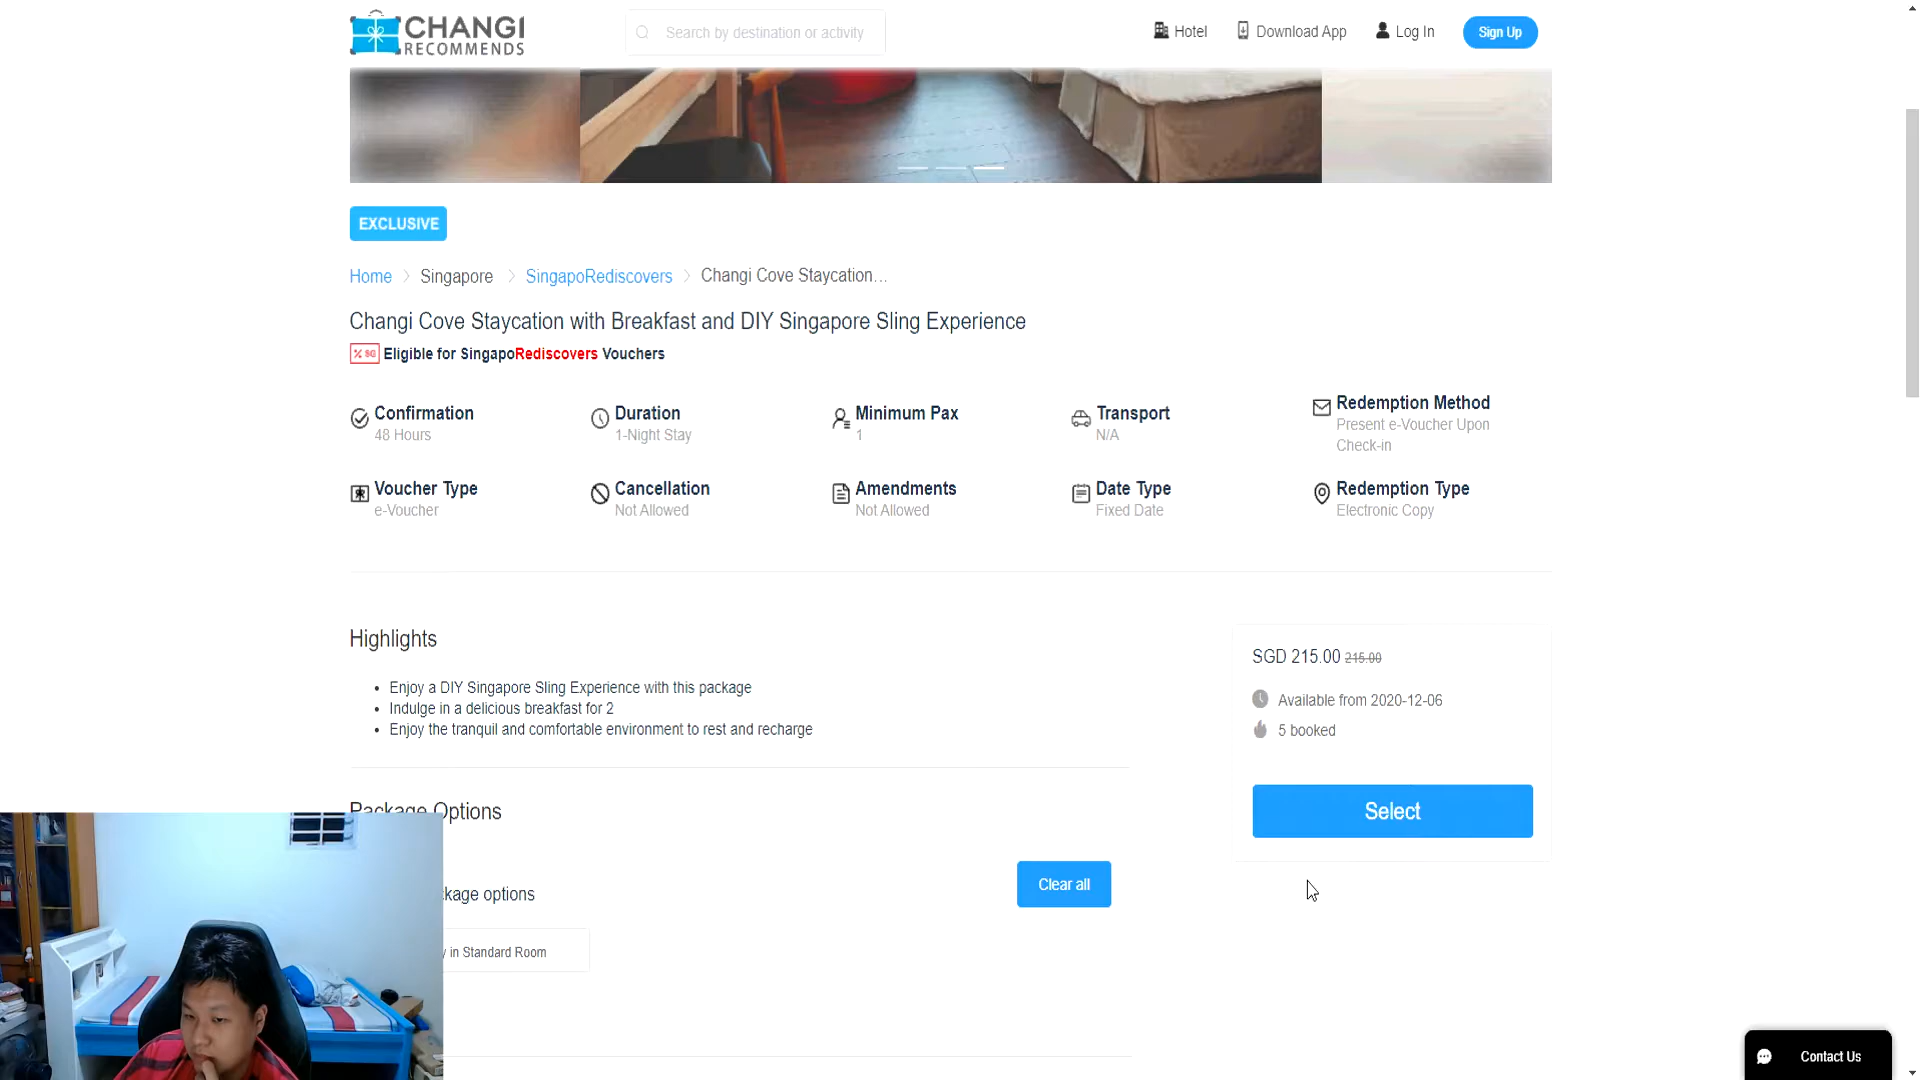 CHANGI
RECOMMENDS
Search by destination or activity
Hotel
Download App
Log In
Sign Up
EXCLUSIVE
Home > Singapore > SingapoRediscovers > Changi Cove Staycation...
Changi Cove Staycation with Breakfast and DIY Singapore Sling Experience
% SG Eligible for SingapoRediscovers Vouchers
Confirmation
48 Hours
Duration
1-Night Stay
Minimum Pax
1
Transport
N/A
Redemption Method
Present e-Voucher Upon
Check-in
Voucher Type
e-Voucher
Cancellation
Not Allowed
Amendments
Not Allowed
Date Type
Fixed Date
Redemption Type
Electronic Copy
Highlights
• Enjoy a DIY Singapore Sling Experience with this package
• Indulge in a delicious breakfast for 2
• Enjoy the tranquil and comfortable environment to rest and recharge
SGD 215.00 215.00
Available from 2020-12-06
5 booked
Select
Package Options
kage options
Clear all
y in Standard Room
Contact Us